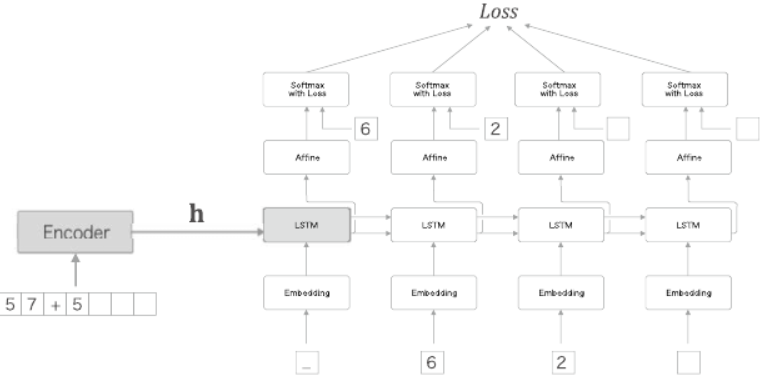 Loss
Softmax with Loss
Softmax with Loss
Softmax with Loss
Softmax with Loss
6
2
Affine
Affine
Affine
Affine
h
Encoder
LSTM
LSTM
LSTM
LSTM
5 7 + 5
Embedding
Embedding
Embedding
Embedding
_
6
2